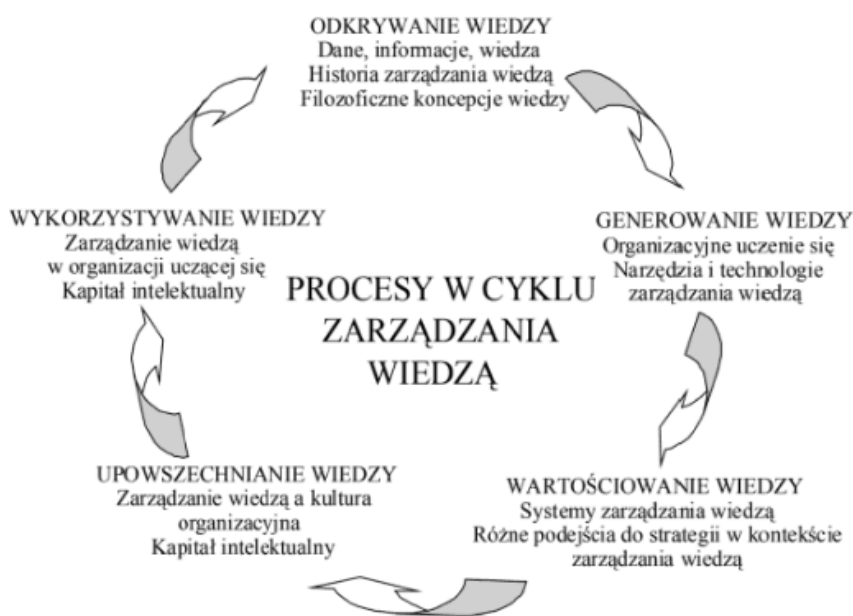 ODKRYWANIE WIEDZY
Dane, informacje, wiedza
Historia zarządzania wiedzą
Filozoficzne koncepcje wiedzy
WYKORZYSTYWANIE WIEDZY
Zarządzanie wiedzą
w organizacji uczącej się
Kapitał intelektualny
GENEROWANIE WIEDZY
Organizacyjne uczenie się
Narzędzia i technologie
zarządzania wiedzą
PROCESY W CYKLU
ZARZĄDZANIA
WIEDZĄ
UPOWSZECHNIANIE WIEDZY
Zarządzanie wiedzą a kultura
organizacyjna
Kapitał intelektualny
WARTOŚCIOWANIE WIEDZY
Systemy zarządzania wiedzą
Różne podejścia do strategii w kontekście
zarządzania wiedzą